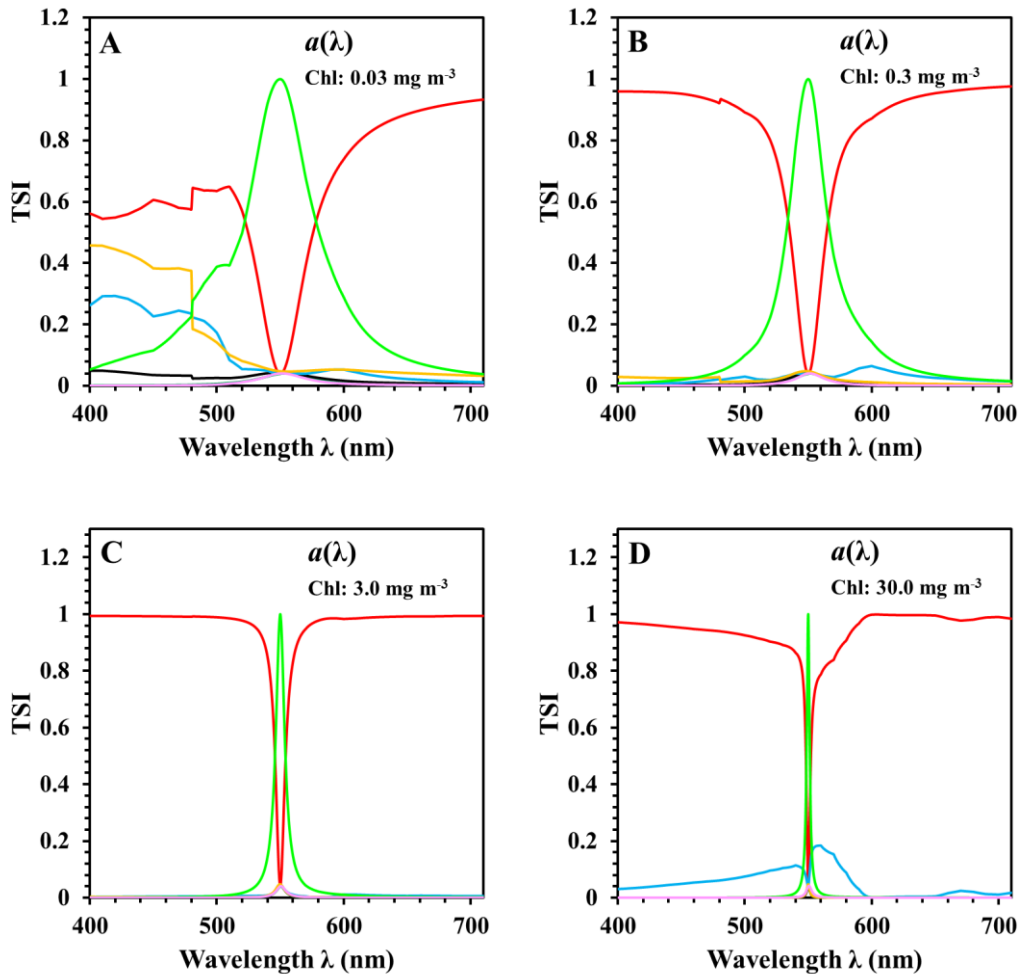 A
a(λ)
Chl: 0.03 mg m-3
TSI
1.2
1
0.8
0.6
0.4
0.2
0
400 500 600 700
Wavelength λ (nm)
B
a(λ)
Chl: 0.3 mg m-3
TSI
1.2
1
0.8
0.6
0.4
0.2
0
400 500 600 700
Wavelength λ (nm)
C
a(λ)
Chl: 3.0 mg m-3
TSI
1.2
1
0.8
0.6
0.4
0.2
0
400 500 600 700
Wavelength λ (nm)
D
a(λ)
Chl: 30.0 mg m-3
TSI
1.2
1
0.8
0.6
0.4
0.2
0
400 500 600 700
Wavelength λ (nm)